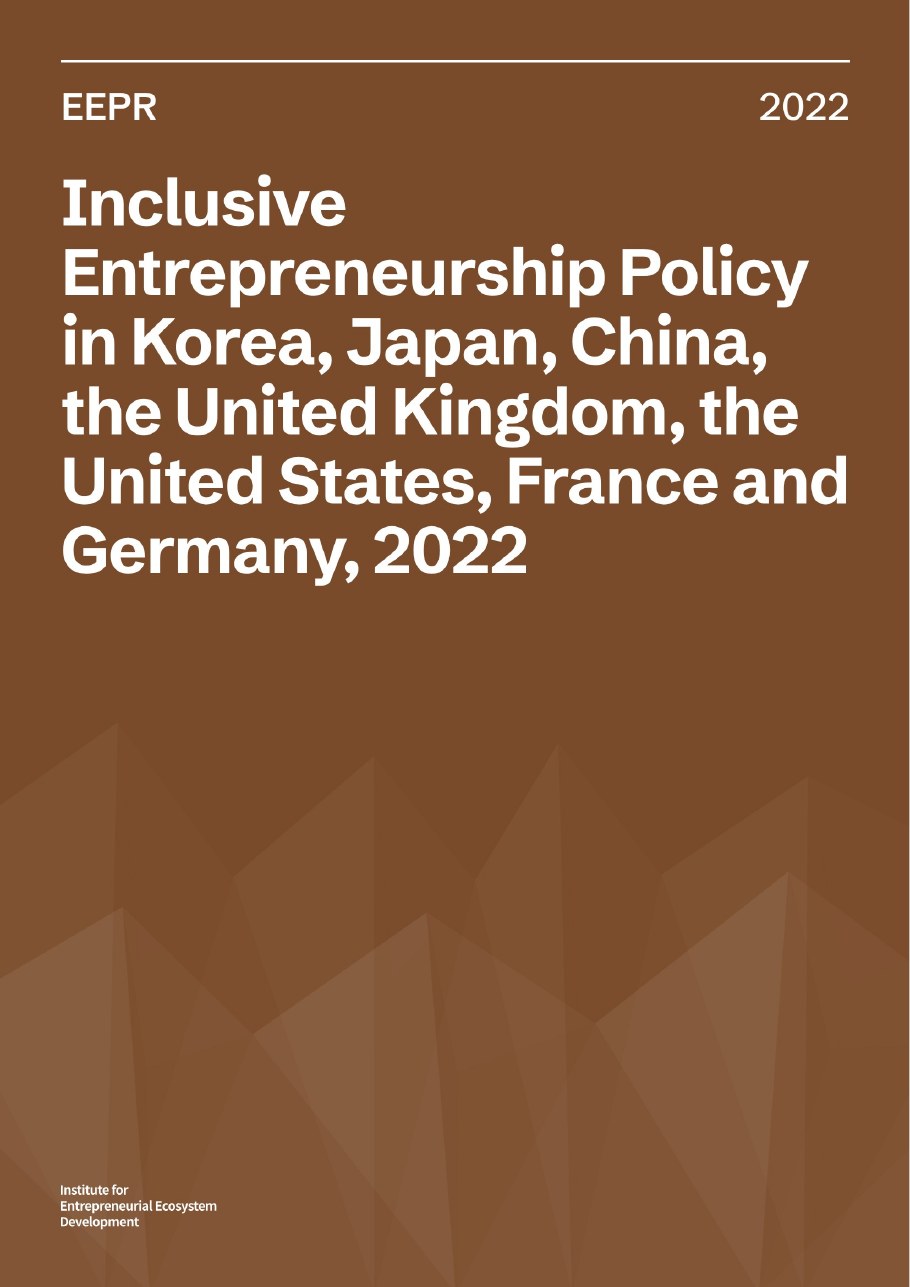 EEPR
2022
Inclusive
Entrepreneurship Policy
in Korea, Japan, China,
the United Kingdom, the
United States, France and
Germany, 2022
Institute for
Entrepreneurial Ecosystem
Development